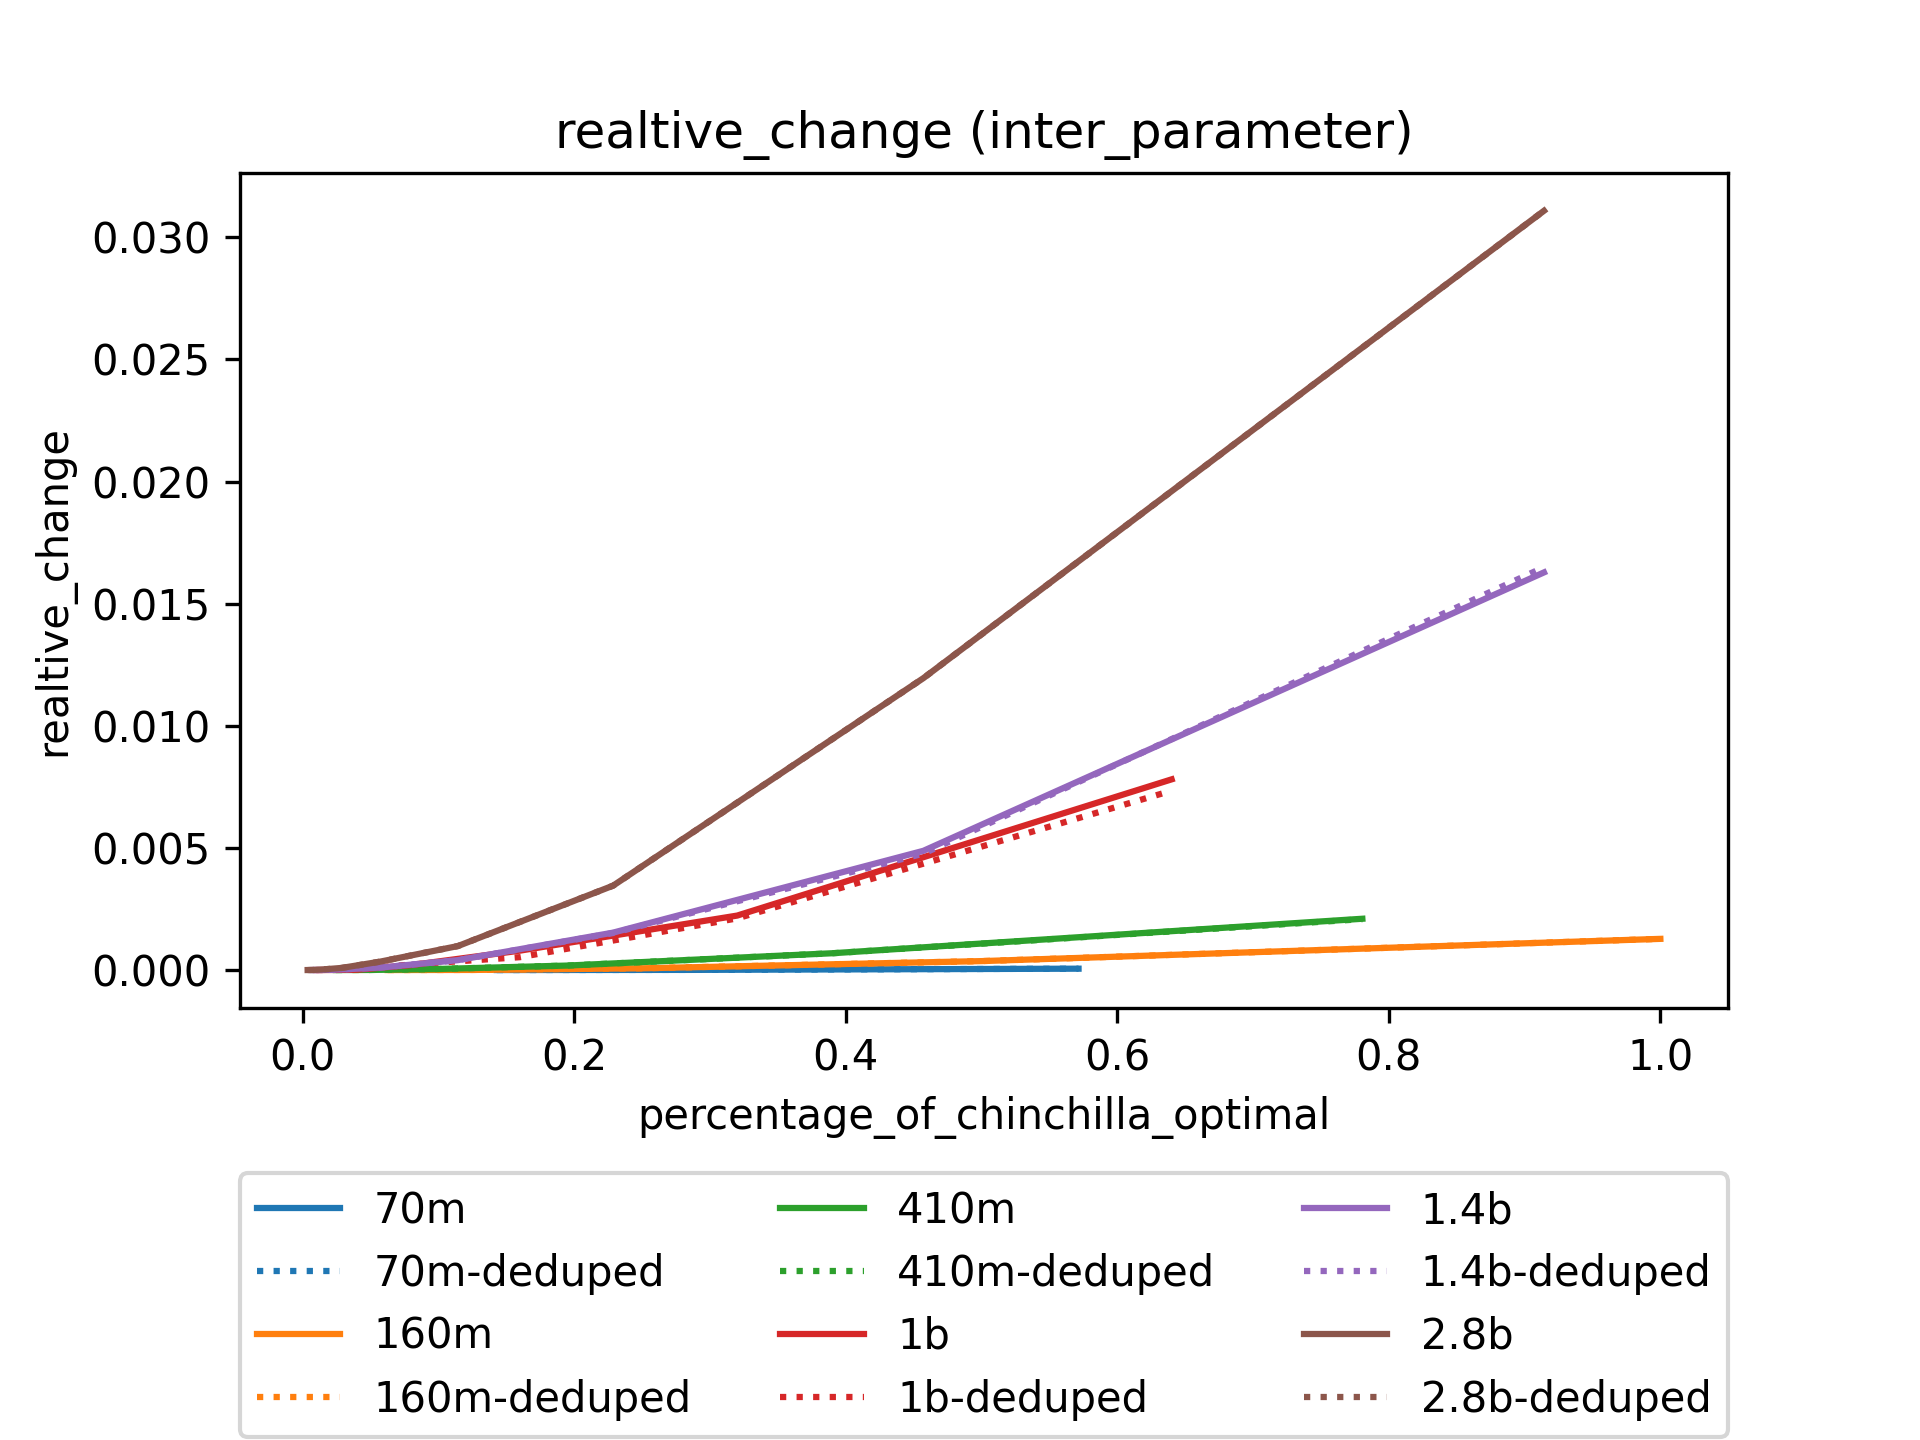 realtive_change (inter_parameter)
realtive_change
0.030
0.025
0.020
0.015
0.010
0.005
0.000
0.0 0.2 0.4 0.6 0.8 1.0
percentage_of_chinchilla_optimal
70m
70m-deduped
160m
160m-deduped
410m
410m-deduped
1b
1b-deduped
1.4b
1.4b-deduped
2.8b
2.8b-deduped